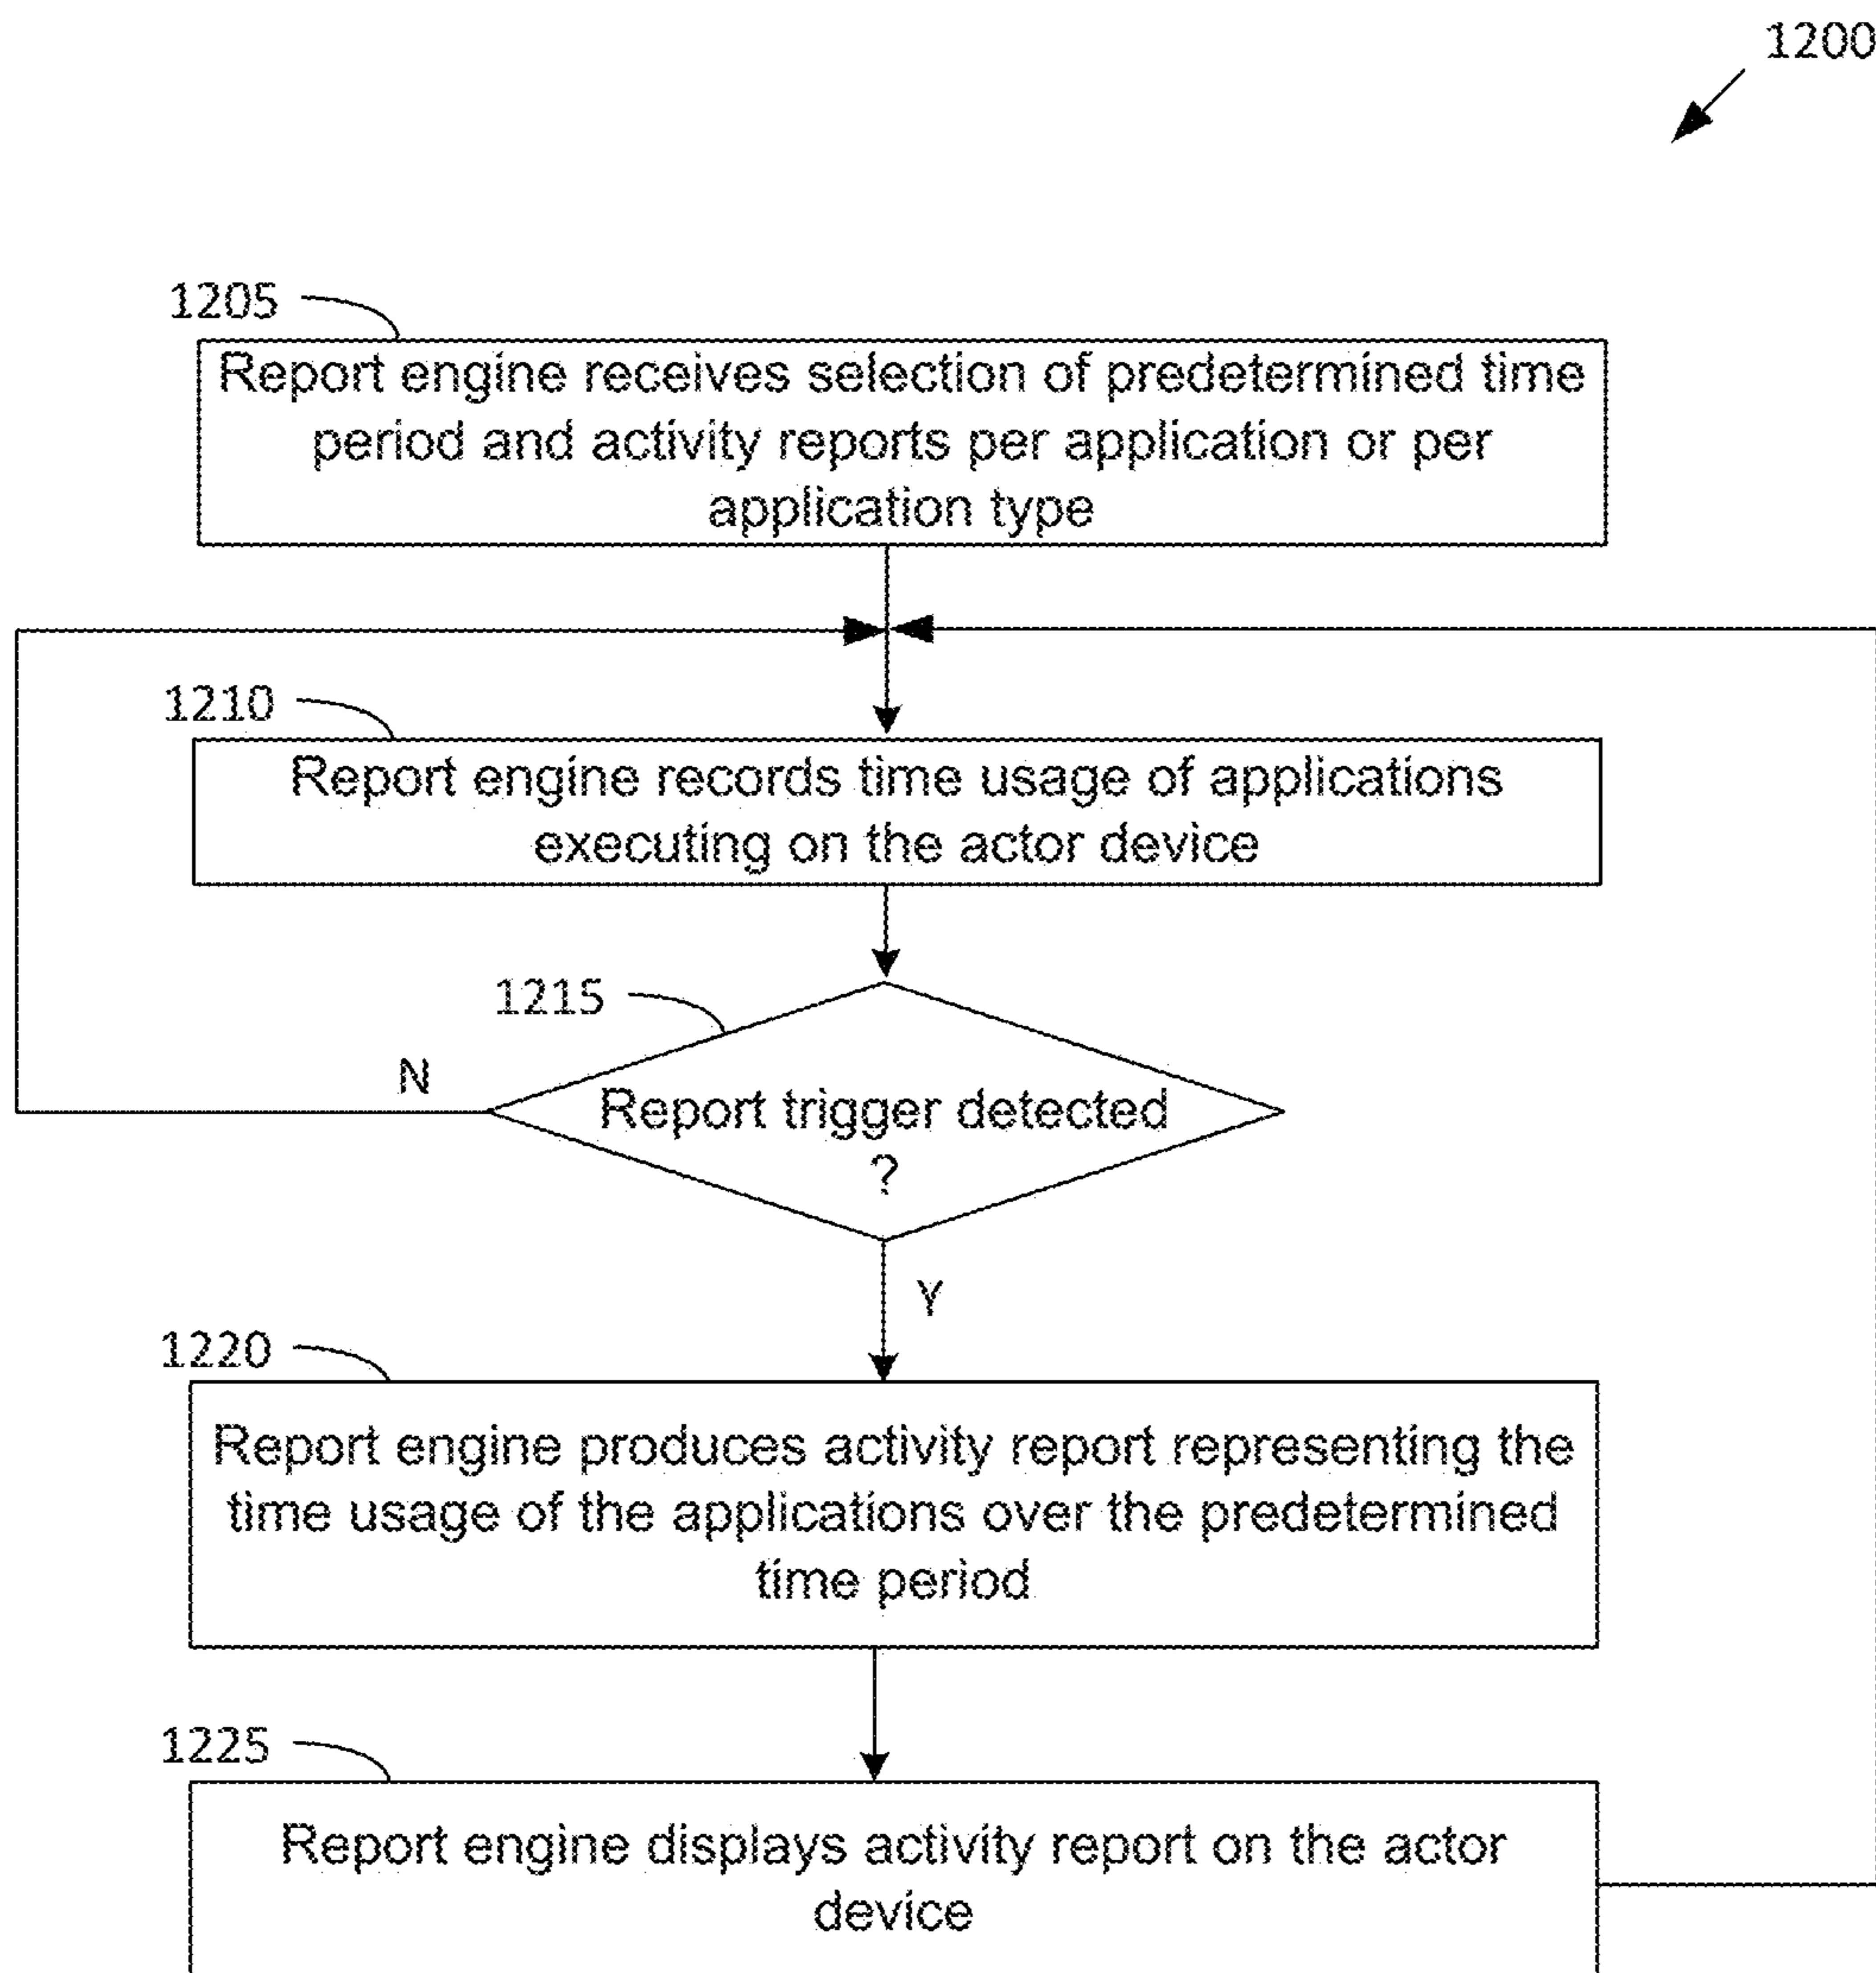 1200
1205
Report engine receives selection of predetermined time
period and activity reports per application or per
application type
1210
Report engine records time usage of applications
executing on the actor device
1215
N
Report trigger detected
?
Y
1220
Report engine produces activity report representing the
time usage of the applications over the predetermined
time period
1225
Report engine displays activity report on the actor
device